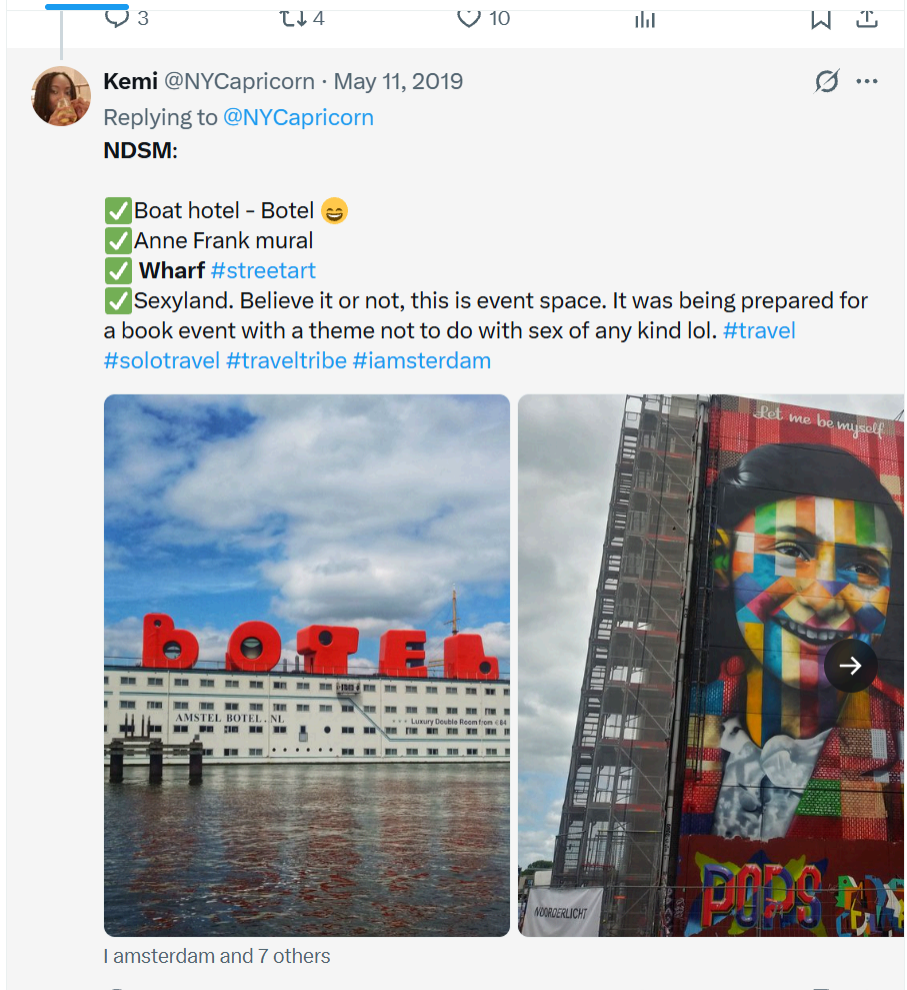 3 4 10
Kemi @NYCapricorn · May 11, 2019
Replying to @NYCapricorn
NDSM:
✅Boat hotel - Botel 😄
✅Anne Frank mural
✅ Wharf #streetart
✅Sexyland. Believe it or not, this is event space. It was being prepared for
a book event with a theme not to do with sex of any kind lol. #travel
#solotravel #traveltribe #iamsterdam
BOTEL
AMSTEL BOTEL.NL
Luxury Double Room from €84
Let me be myself
POPS
NOORDERLICHT
I amsterdam and 7 others